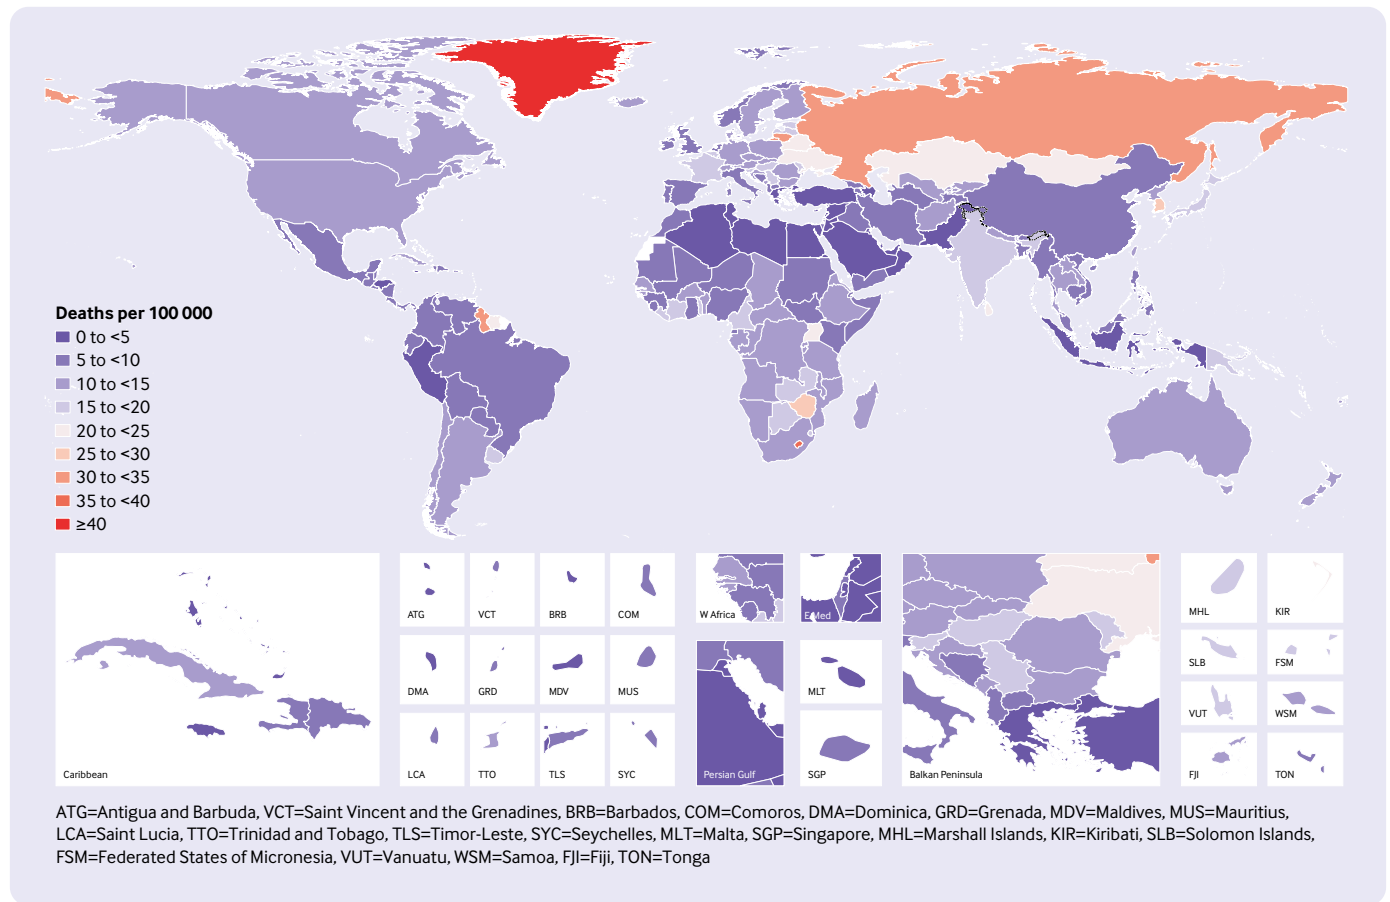 Deaths per 100 000
0 to <5
5 to <10
10 to <15
15 to <20
20 to <25
25 to <30
30 to <35
35 to <40
≥40
Caribbean
ATG
VCT
BRB
COM
DMA
GRD
MDV
MUS
LCA
TTO
TLS
SYC
W Africa
E Med
Persian Gulf
MLT
SGP
Balkan Peninsula
MHL
KIR
SLB
FSM
VUT
WSM
FJI
TON
ATG=Antigua and Barbuda, VCT=Saint Vincent and the Grenadines, BRB=Barbados, COM=Comoros, DMA=Dominica, GRD=Grenada, MDV=Maldives, MUS=Mauritius,
LCA=Saint Lucia, TTO=Trinidad and Tobago, TLS=Timor-Leste, SYC=Seychelles, MLT=Malta, SGP=Singapore, MHL=Marshall Islands, KIR=Kiribati, SLB=Solomon Islands,
FSM=Federated States of Micronesia, VUT=Vanuatu, WSM=Samoa, FJI=Fiji, TON=Tonga